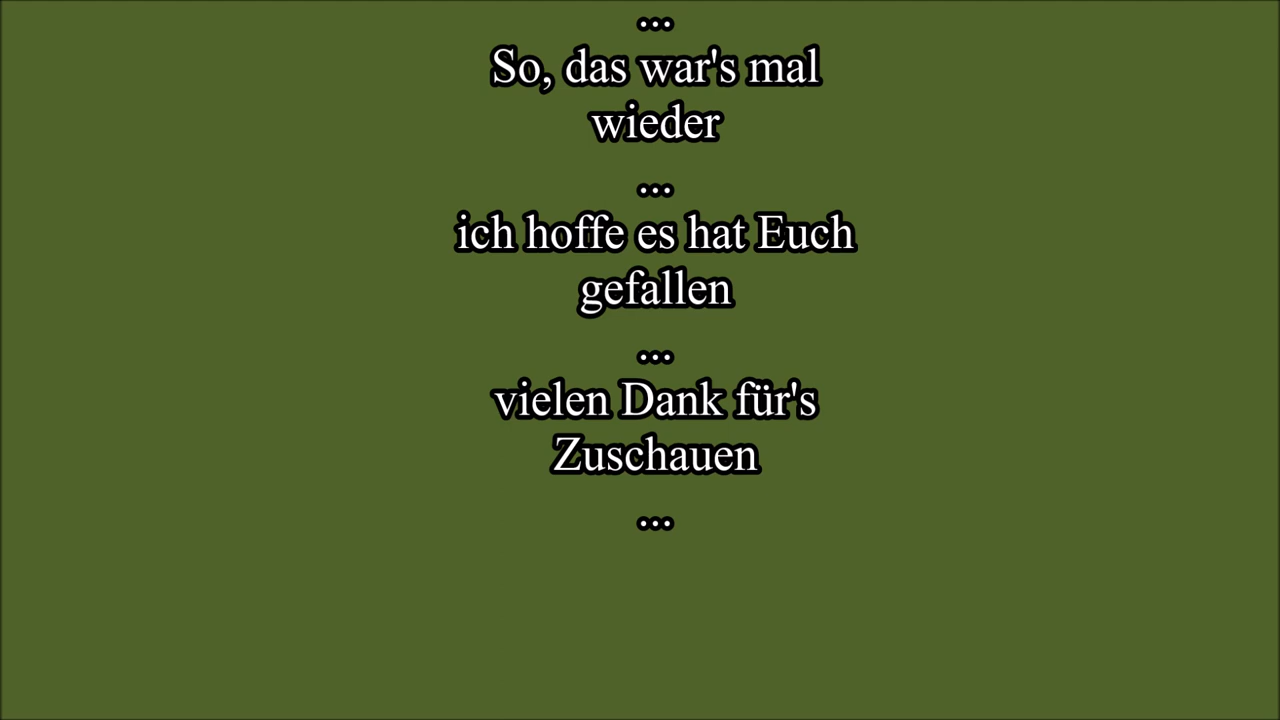 ...
So, das war's mal
wieder
...
ich hoffe es hat Euch
gefallen
...
vielen Dank für's
Zuschauen
...